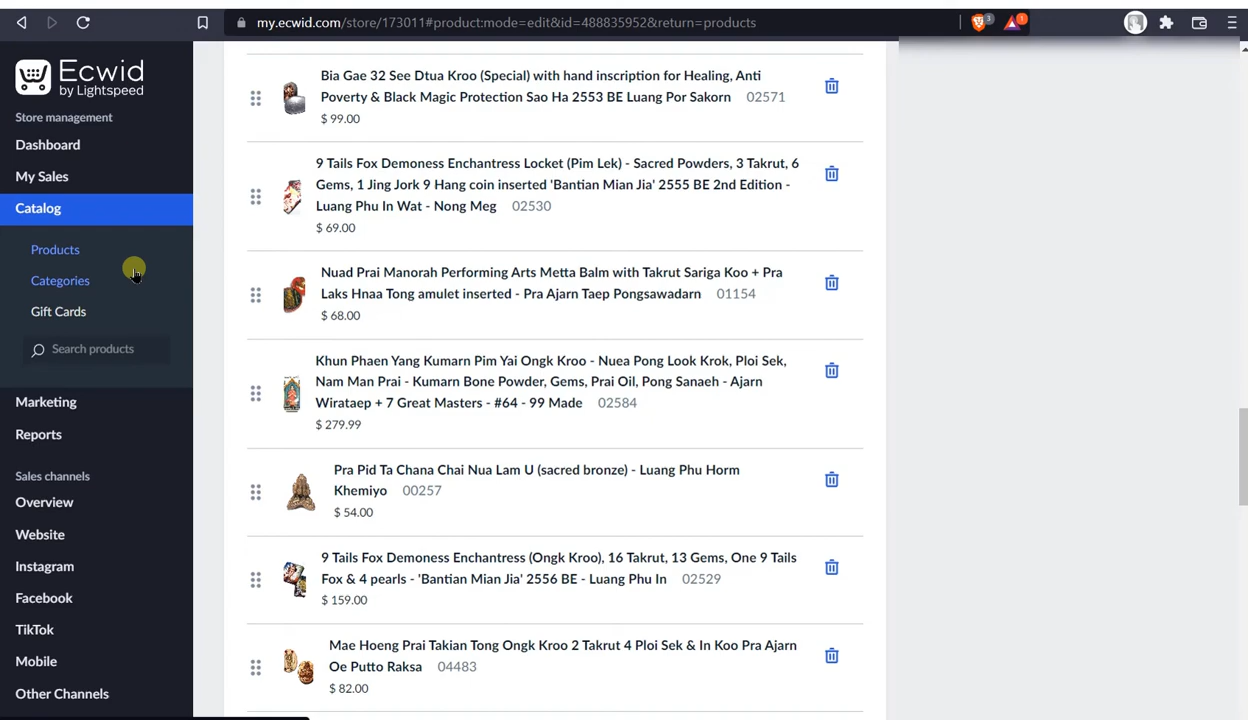 my.ecwid.com/store/173011#product:mode=edit&id=488835952&return=products
3
1
Ecwid
by Lightspeed
Store management
Dashboard
My Sales
Catalog
Products
Categories
Gift Cards
Search products
Marketing
Reports
Sales channels
Overview
Website
Instagram
Facebook
TikTok
Mobile
Other Channels
Bia Gae 32 See Dtua Kroo (Special) with hand inscription for Healing, Anti
Poverty & Black Magic Protection Sao Ha 2553 BE Luang Por Sakorn 02571
$ 99.00
9 Tails Fox Demoness Enchantress Locket (Pim Lek) - Sacred Powders, 3 Takrut, 6
Gems, 1 Jing Jork 9 Hang coin inserted 'Bantian Mian Jia' 2555 BE 2nd Edition -
Luang Phu In Wat - Nong Meg 02530
$ 69.00
Nuad Prai Manorah Performing Arts Metta Balm with Takrut Sariga Koo + Pra
Laks Hnaa Tong amulet inserted - Pra Ajarn Taep Pongsawadarn 01154
$ 68.00
Khun Phaen Yang Kumarn Pim Yai Ongk Kroo - Nuea Pong Look Krok, Ploi Sek,
Nam Man Prai - Kumarn Bone Powder, Gems, Prai Oil, Pong Sanaeh - Ajarn
Wirataep + 7 Great Masters - #64 - 99 Made 02584
$ 279.99
Pra Pid Ta Chana Chai Nua Lam U (sacred bronze) - Luang Phu Horm
Khemiyo 00257
$ 54.00
9 Tails Fox Demoness Enchantress (Ongk Kroo), 16 Takrut, 13 Gems, One 9 Tails
Fox & 4 pearls - 'Bantian Mian Jia' 2556 BE - Luang Phu In 02529
$ 159.00
Mae Hoeng Prai Takian Tong Ongk Kroo 2 Takrut 4 Ploi Sek & In Koo Pra Ajarn
Oe Putto Raksa 04483
$ 82.00